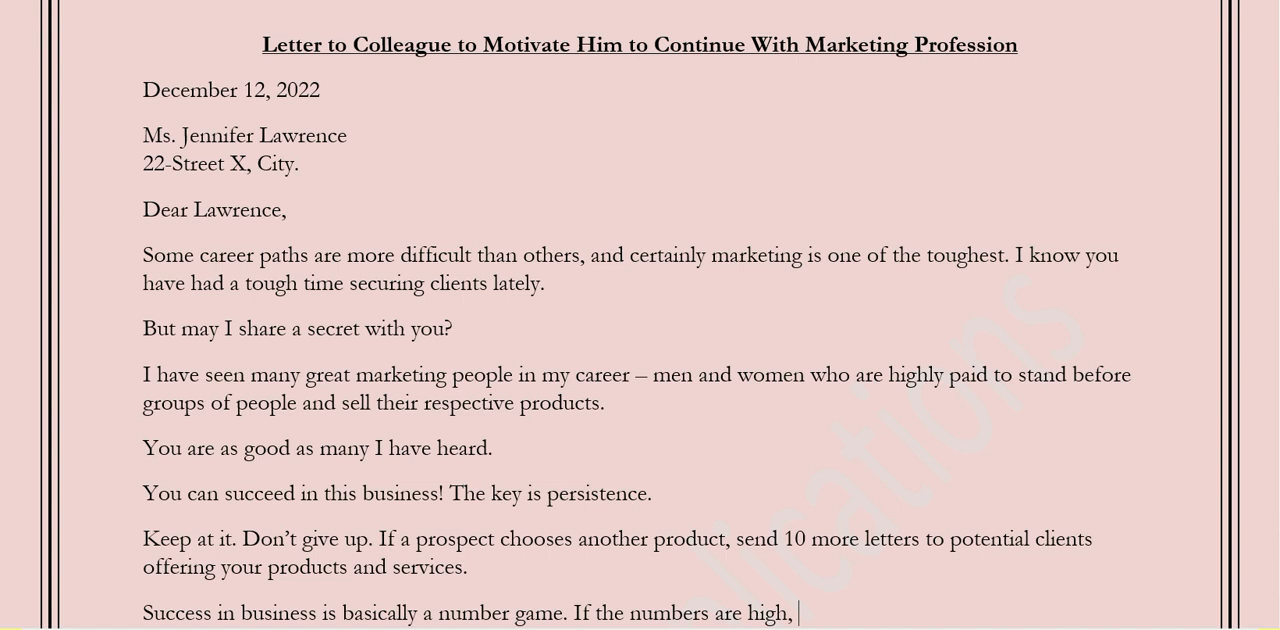 Letter to Colleague to Motivate Him to Continue With Marketing Profession
December 12, 2022
Ms. Jennifer Lawrence
22-Street X, City.
Dear Lawrence,
Some career paths are more difficult than others, and certainly marketing is one of the toughest. I know you
have had a tough time securing clients lately.
But may I share a secret with you?
I have seen many great marketing people in my career – men and women who are highly paid to stand before
groups of people and sell their respective products.
You are as good as many I have heard.
You can succeed in this business! The key is persistence.
Keep at it. Don’t give up. If a prospect chooses another product, send 10 more letters to potential clients
offering your products and services.
Success in business is basically a number game. If the numbers are high,